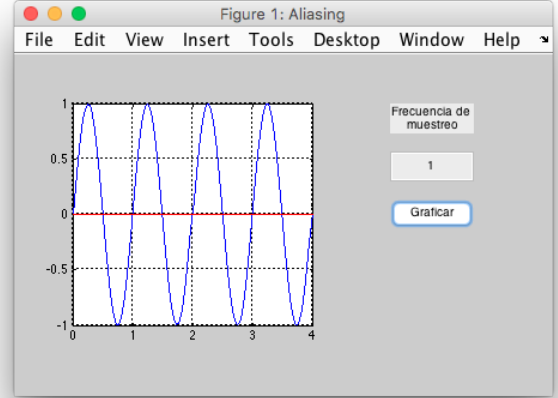 Figure 1: Aliasing
File Edit View Insert Tools Desktop Window Help
1
0.5
0
-0.5
-1
0 1 2 3 4
Frecuencia de
muestreo
1
Graficar